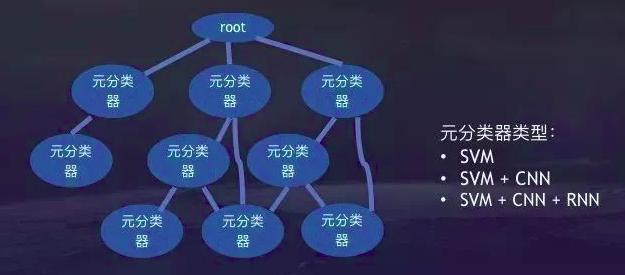 root
元分类
器
元分类
器
元分类
器
元分类
器
元分类
器
元分类
器
元分类
器
元分类
器
元分类
器
元分类器类型：
• SVM
• SVM + CNN
• SVM + CNN + RNN